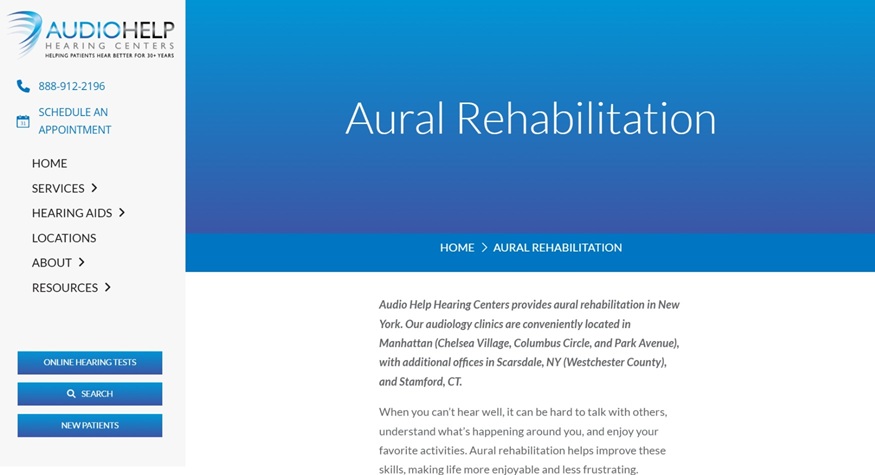 AUDIOHELP
HEARING CENTERS
HELPING PATIENTS HEAR BETTER FOR 30+ YEARS
888-912-2196
SCHEDULE AN
APPOINTMENT
HOME
SERVICES
HEARING AIDS
LOCATIONS
ABOUT
RESOURCES
ONLINE HEARING TESTS
SEARCH
NEW PATIENTS
Aural Rehabilitation
HOME > AURAL REHABILITATION
Audio Help Hearing Centers provides aural rehabilitation in New
York. Our audiology clinics are conveniently located in
Manhattan (Chelsea Village, Columbus Circle, and Park Avenue),
with additional offices in Scarsdale, NY (Westchester County),
and Stamford, CT.
When you can't hear well, it can be hard to talk with others,
understand what's happening around you, and enjoy your
favorite activities. Aural rehabilitation helps improve these
skills, making life more enjoyable and less frustrating.